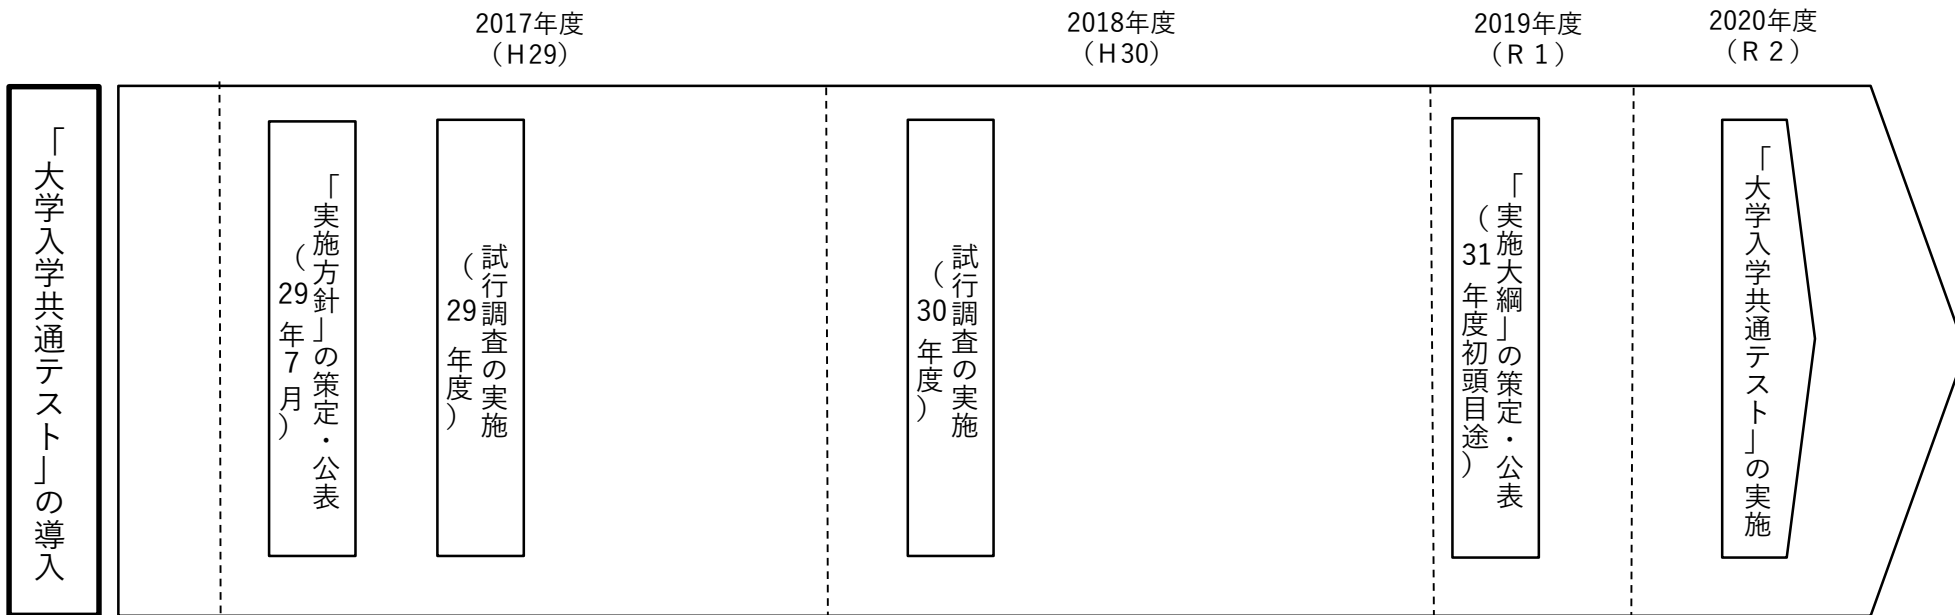 2017年度
（H29）
2018年度
（H30）
2019年度
（R 1）
2020年度
（R 2）
「大学入学共通テスト」の導入
「実施方針」の策定・公表
（29年7月）
試行調査の実施
（29年度）
試行調査の実施
（30年度）
「実施大綱」の策定・公表
（31年度初頭目途）
「大学入学共通テスト」の実施